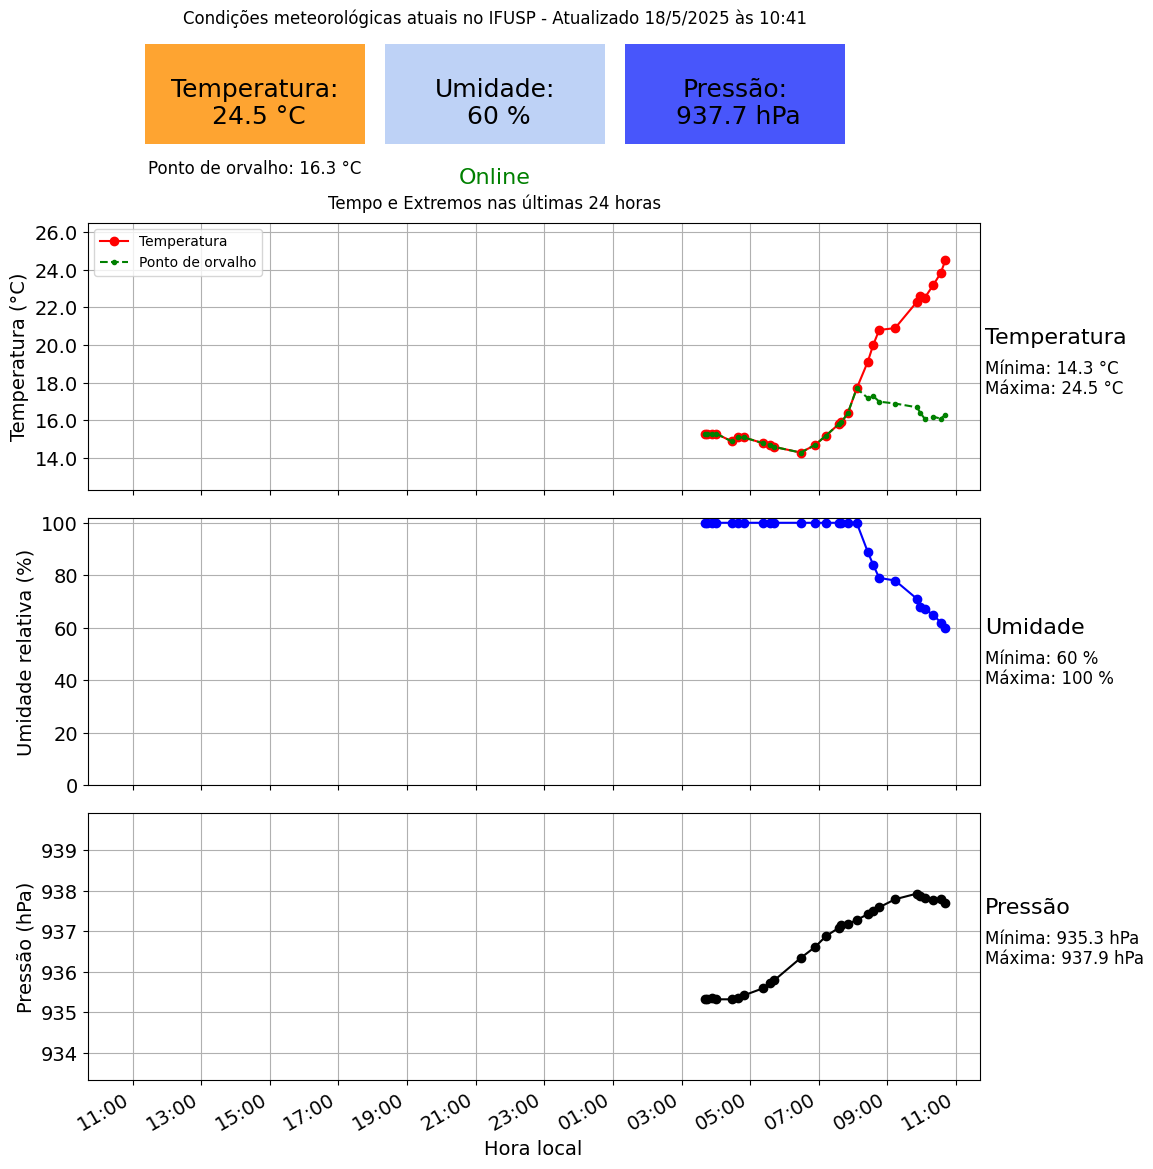 Condições meteorológicas atuais no IFUSP - Atualizado 18/5/2025 às 10:41
Temperatura:
24.5 °C
Umidade:
60 %
Pressão:
937.7 hPa
Ponto de orvalho: 16.3 °C
Online
Tempo e Extremos nas últimas 24 horas
Temperatura (°C)
26.0
24.0
22.0
20.0
18.0
16.0
14.0
Temperatura
Ponto de orvalho
Temperatura
Mínima: 14.3 °C
Máxima: 24.5 °C
Umidade relativa (%)
100
80
60
40
20
0
Umidade
Mínima: 60 %
Máxima: 100 %
Pressão (hPa)
939
938
937
936
935
934
Pressão
Mínima: 935.3 hPa
Máxima: 937.9 hPa
11:00 13:00 15:00 17:00 19:00 21:00 23:00 01:00 03:00 05:00 07:00 09:00 11:00
Hora local